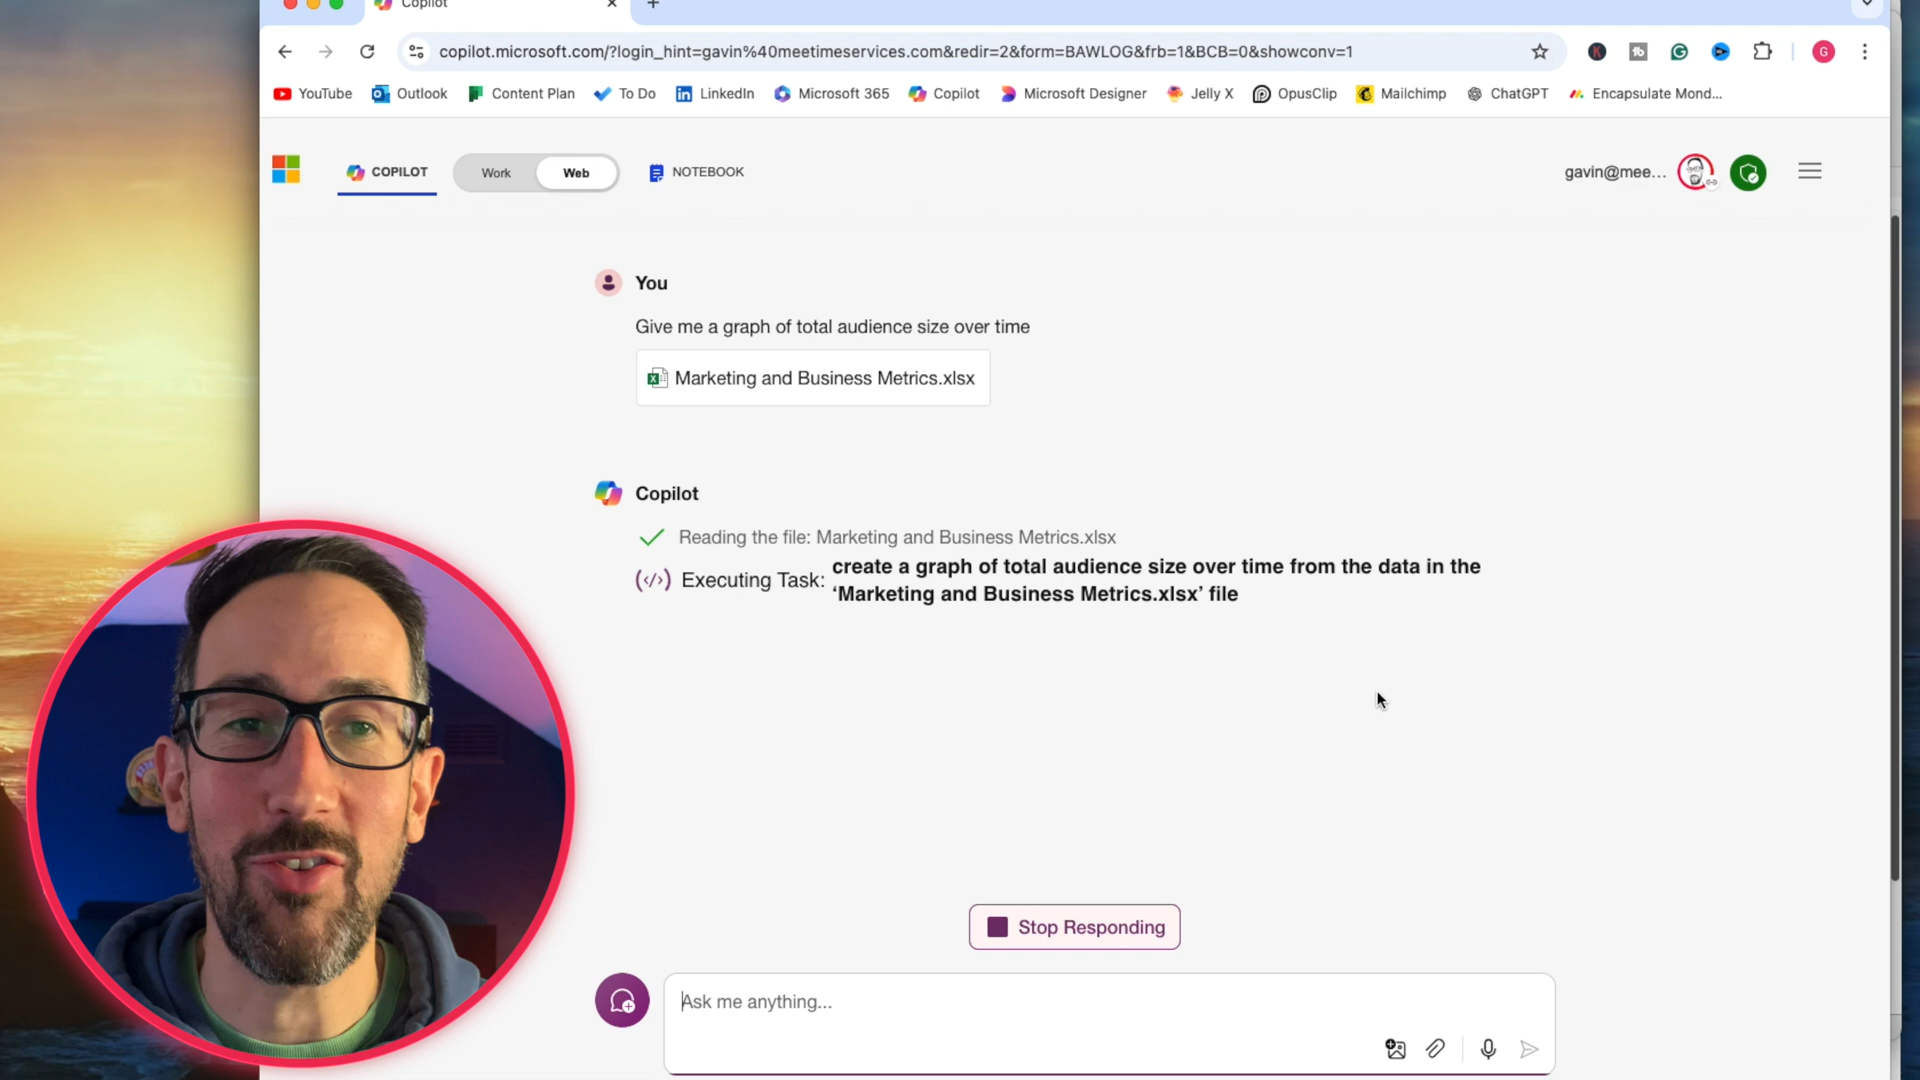 Copilot
copilot.microsoft.com/?login_hint=gavin%40meetimeservices.com&redir=2&form=BAWLOG&frb=1&BCB=0&showconv=1
G
YouTube Outlook Content Plan To Do LinkedIn Microsoft 365 Copilot Microsoft Designer Jelly X OpusClip Mailchimp ChatGPT Encapsulate Mond...
COPILOT Work Web NOTEBOOK gavin@mee...
You
Give me a graph of total audience size over time
Marketing and Business Metrics.xlsx
Copilot
Reading the file: Marketing and Business Metrics.xlsx
Executing Task: create a graph of total audience size over time from the data in the
‘Marketing and Business Metrics.xlsx’ file
Stop Responding
Ask me anything...